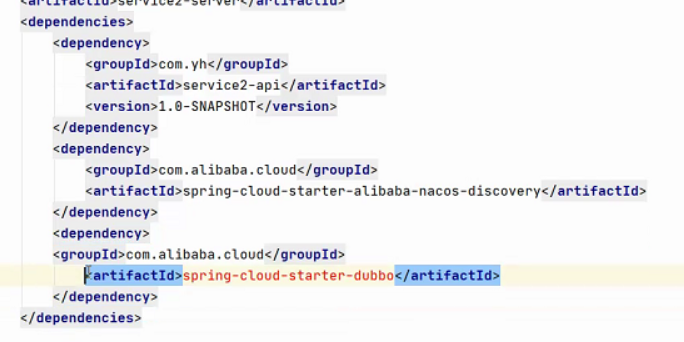 <artifactId>service2-server</artifactId>
<dependencies>
<dependency>
<groupId>com.yh</groupId>
<artifactId>service2-api</artifactId>
<version>1.0-SNAPSHOT</version>
</dependency>
<dependency>
<groupId>com.alibaba.cloud</groupId>
<artifactId>spring-cloud-starter-alibaba-nacos-discovery</artifactId>
</dependency>
<dependency>
<groupId>com.alibaba.cloud</groupId>
<artifactId>spring-cloud-starter-dubbo</artifactId>
</dependency>
</dependencies>